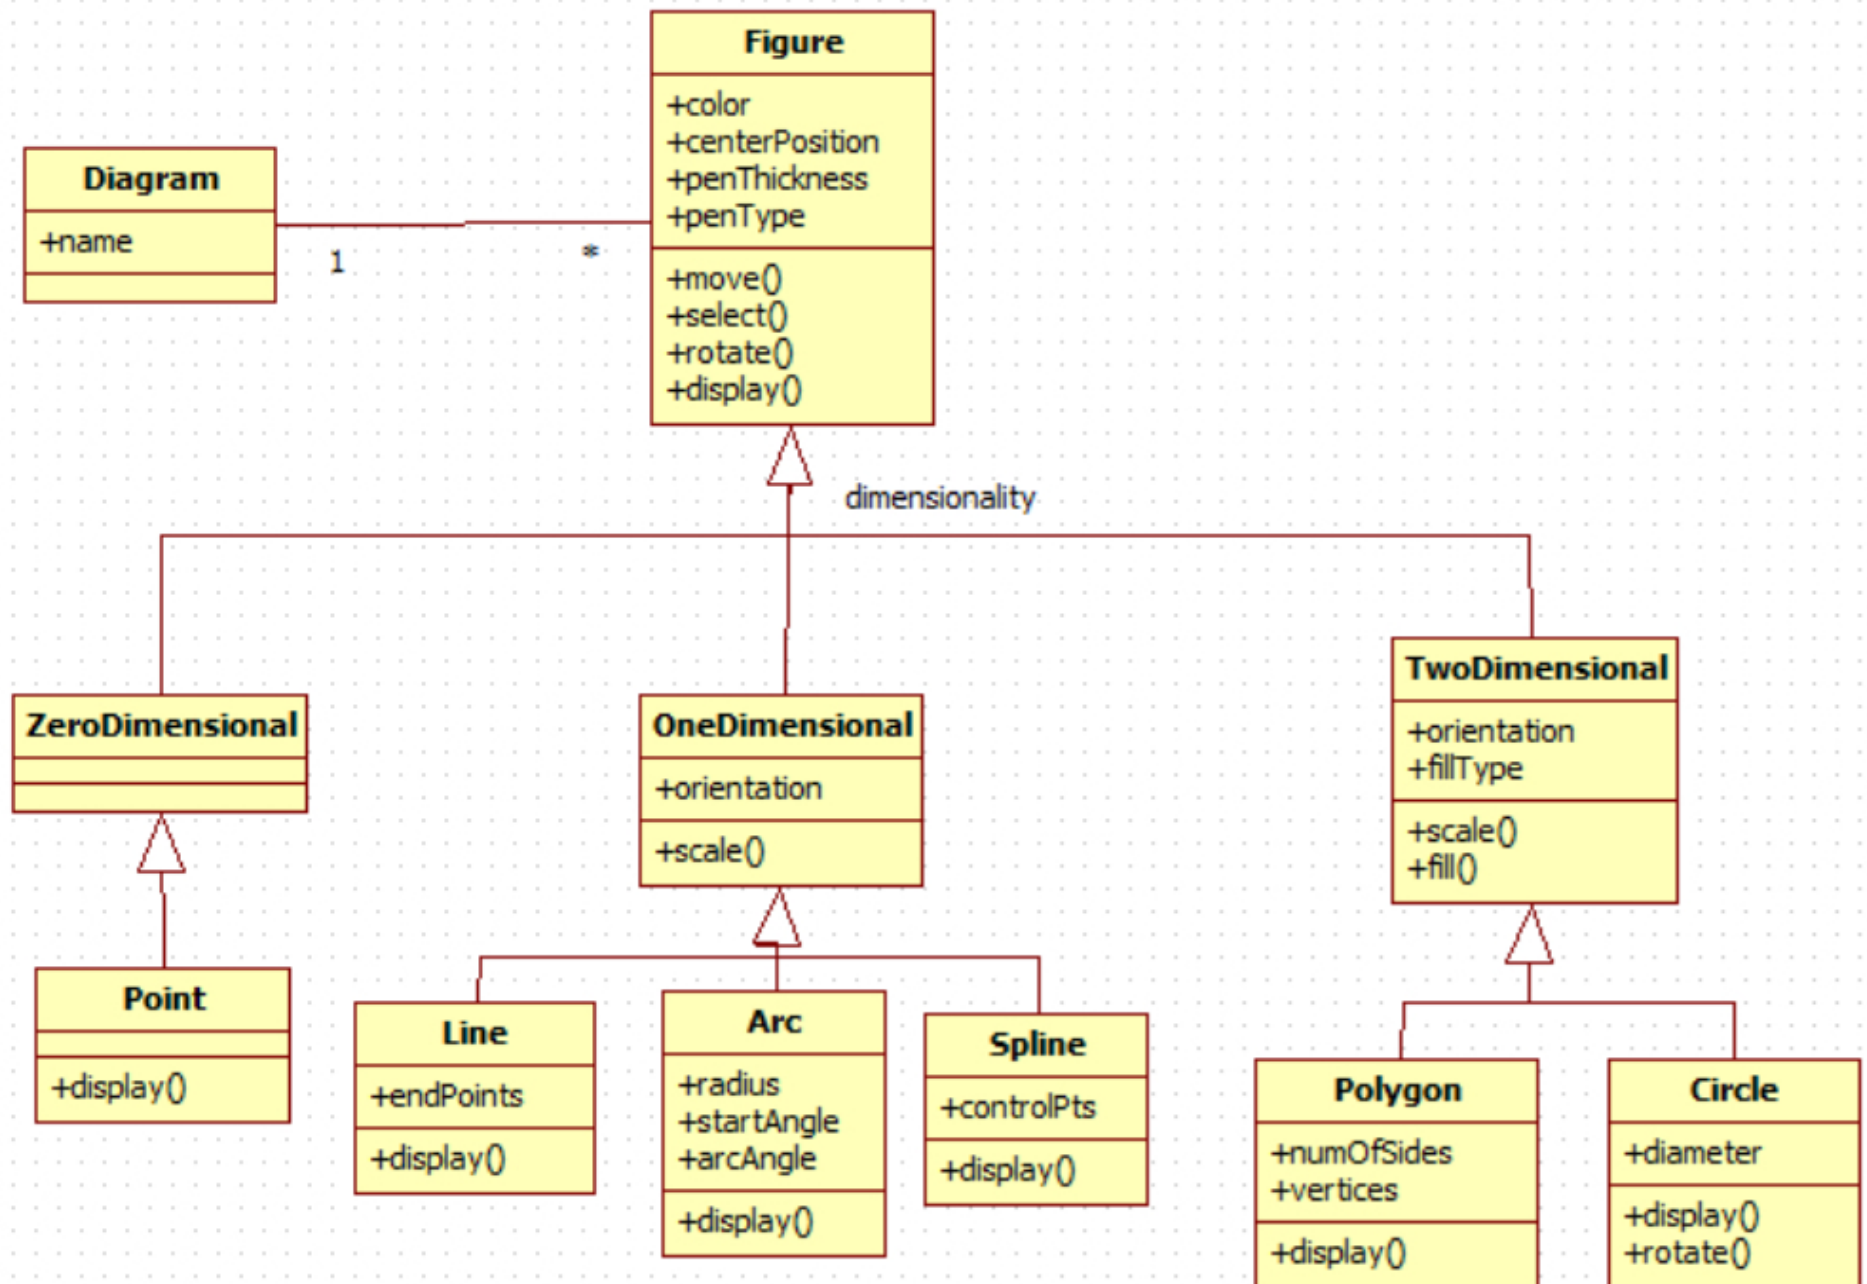 Figure
+color
+centerPosition
+penThickness
+penType
+move()
+select()
+rotate()
+display()
Diagram
+name
1
*
dimensionality
ZeroDimensional
OneDimensional
+orientation
+scale()
TwoDimensional
+orientation
+fillType
+scale()
+fill()
Point
+display()
Line
+endPoints
+display()
Arc
+radius
+startAngle
+arcAngle
+display()
Spline
+controlPts
+display()
Polygon
+numOfSides
+vertices
+display()
Circle
+diameter
+display()
+rotate()